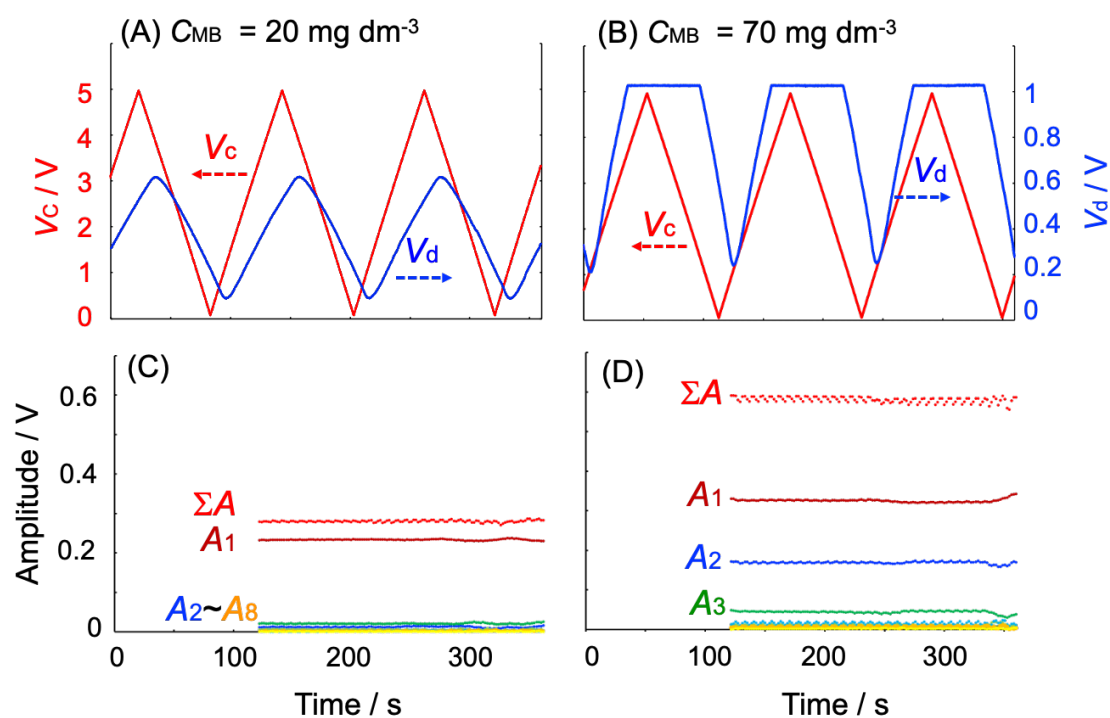 (A) CMB = 20 mg dm-3
(B) CMB = 70 mg dm-3
5
4
3
2
1
0
VC / V
Vc
Vd
1
0.8
0.6
0.4
0.2
0
Vd / V
Vd
Vc
(C)
(D)
0.6
0.4
0.2
0
Amplitude / V
ΣA
A1
A2~A8
ΣA
A1
A2
A3
0 100 200 300
0 100 200 300
Time / s
Time / s